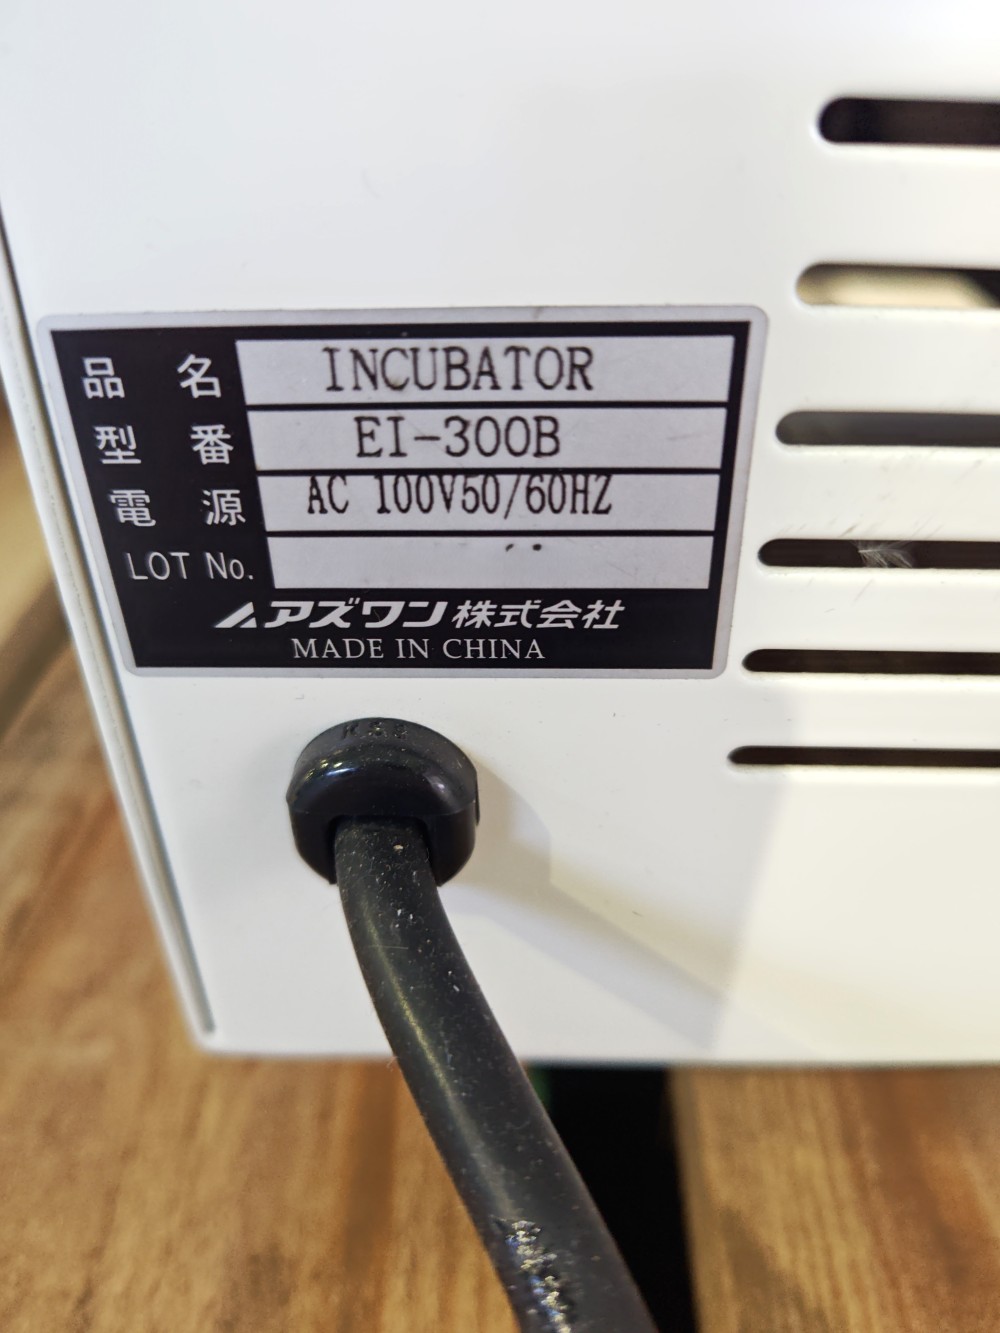 品名 INCUBATOR
型番 EI-300B
電源 AC 100V50/60HZ
LOT No.
アズワン株式会社
MADE IN CHINA